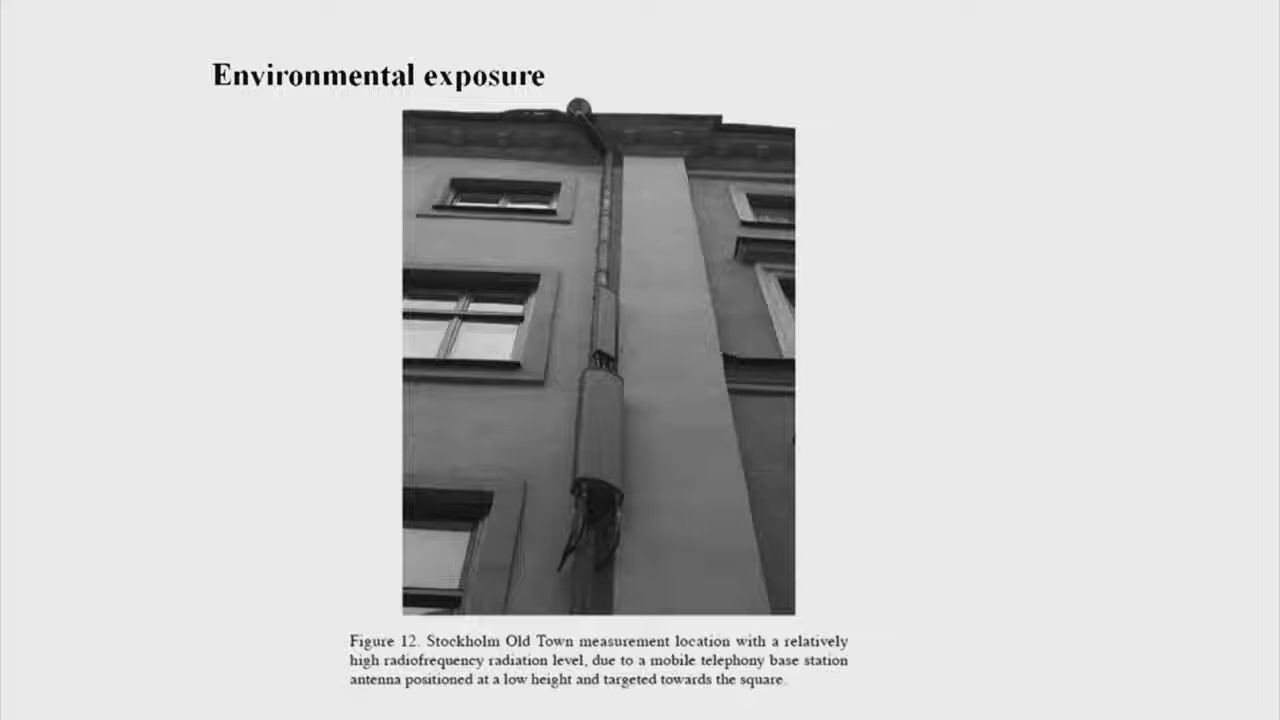 Environmental exposure
Figure 12. Stockholm Old Town measurement location with a relatively
high radiofrequency radiation level, due to a mobile telephony base station
antenna positioned at a low height and targeted towards the square.